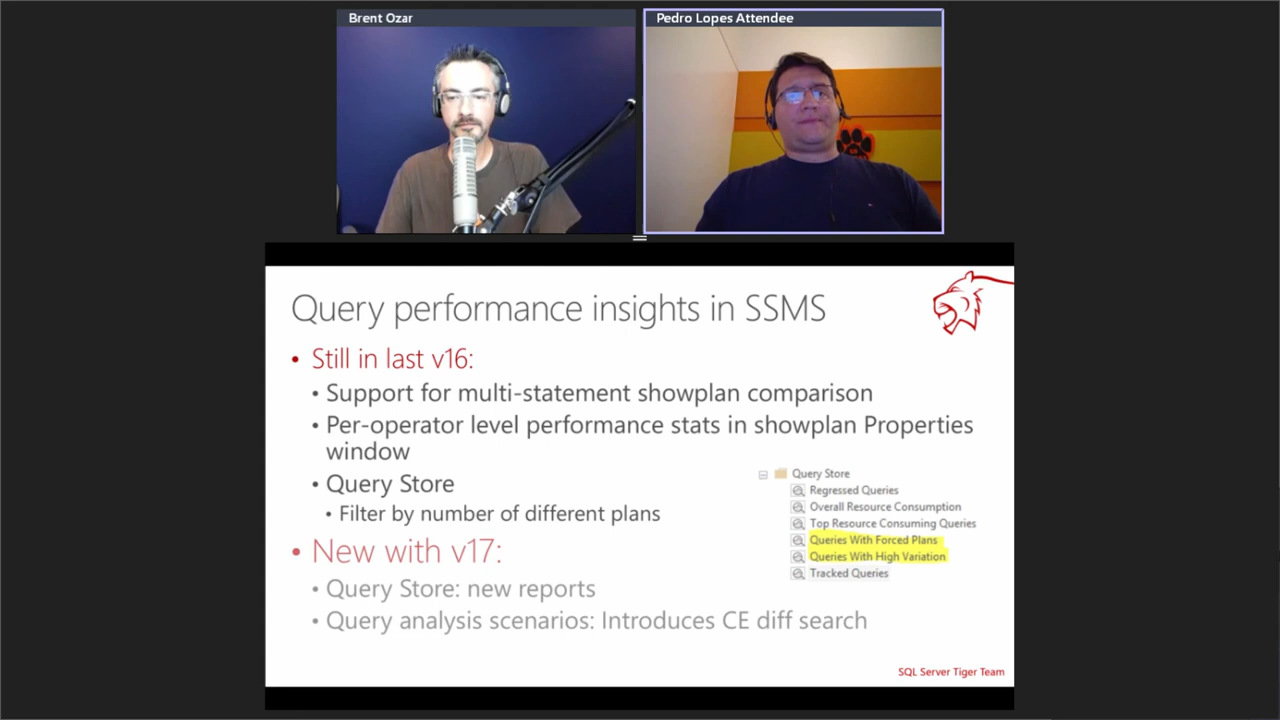 Brent Ozar
Pedro Lopes Attendee
Query performance insights in SSMS
• Still in last v16:
• Support for multi-statement showplan comparison
• Per-operator level performance stats in showplan Properties
window
• Query Store
• Filter by number of different plans
• New with v17:
• Query Store: new reports
• Query analysis scenarios: Introduces CE diff search
Query Store
Regressed Queries
Overall Resource Consumption
Top Resource Consuming Queries
Queries With Forced Plans
Queries With High Variation
Tracked Queries
SQL Server Tiger Team